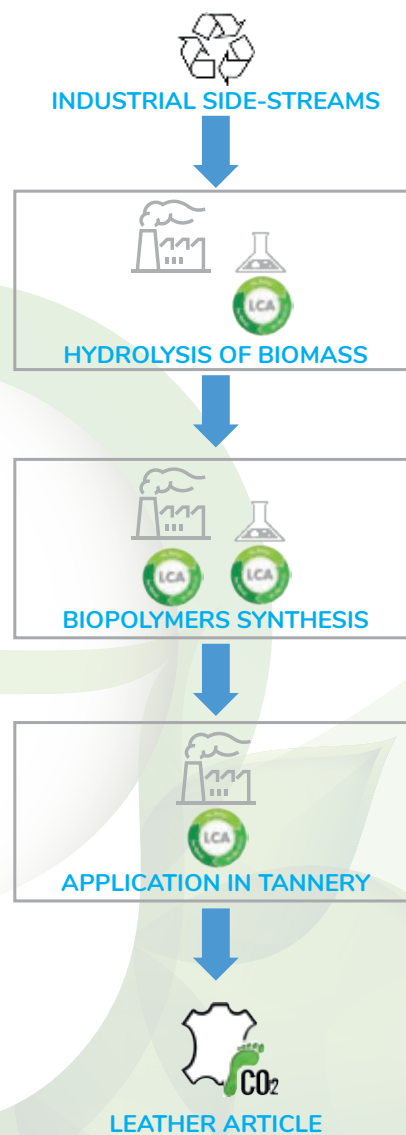 INDUSTRIAL SIDE-STREAMS
LCA
HYDROLYSIS OF BIOMASS
LCA
LCA
BIOPOLYMERS SYNTHESIS
LCA
APPLICATION IN TANNERY
CO2
LEATHER ARTICLE